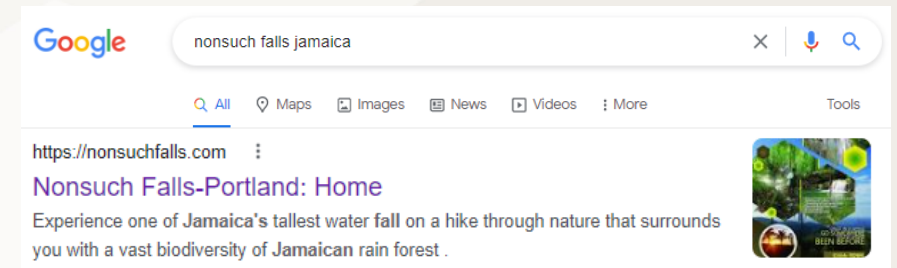 Google
nonsuch falls jamaica
All Maps Images News Videos More Tools
https://nonsuchfalls.com
Nonsuch Falls-Portland: Home
Experience one of Jamaica's tallest water fall on a hike through nature that surrounds
you with a vast biodiversity of Jamaican rain forest .
BEEN BEFORE